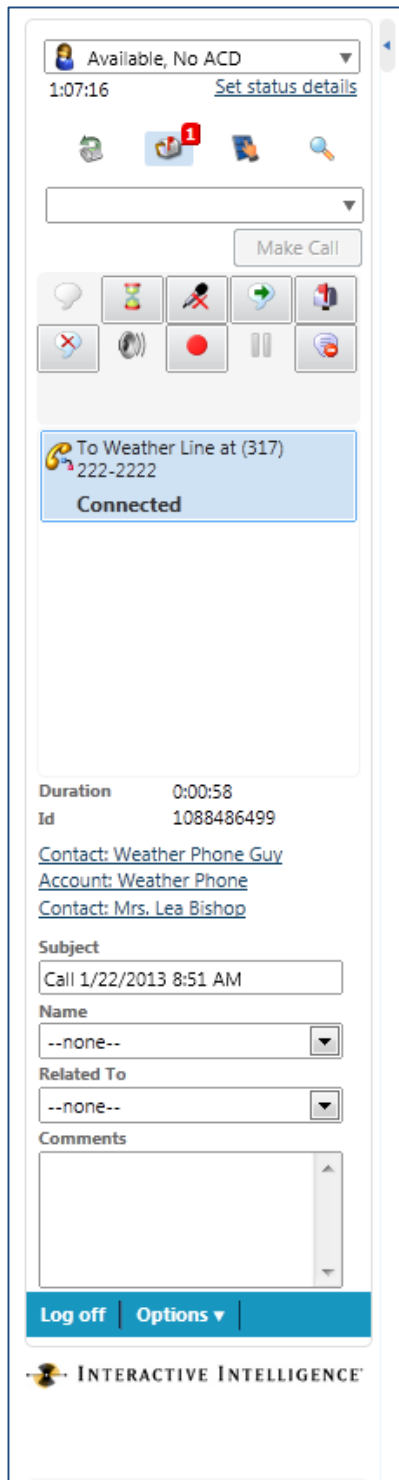 Available, No ACD
1:07:16 Set status details
1
Make Call
To Weather Line at (317)
222-2222
Connected
Duration 0:00:58
Id 1088486499
Contact: Weather Phone Guy
Account: Weather Phone
Contact: Mrs. Lea Bishop
Subject
Call 1/22/2013 8:51 AM
Name
--none--
Related To
--none--
Comments
Log off Options
INTERACTIVE INTELLIGENCE